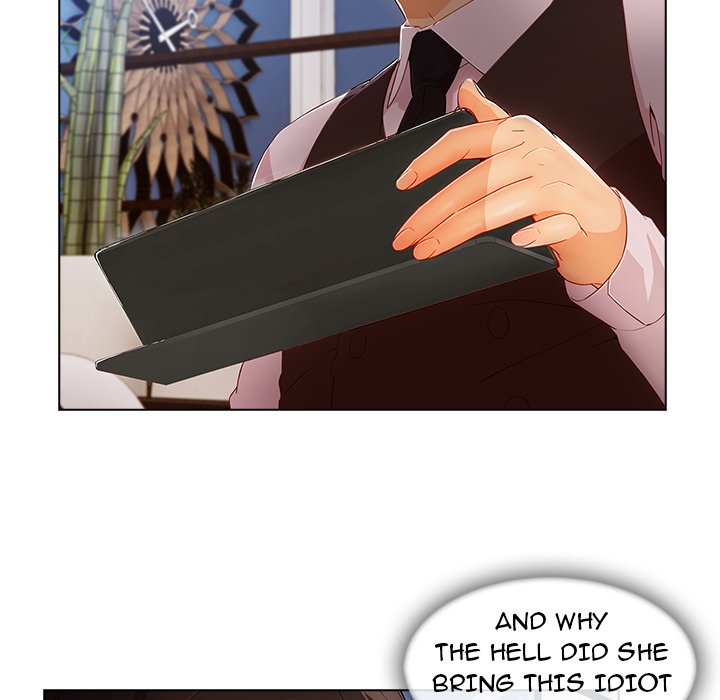 AND WHY
THE HELL DID SHE
BRING THIS IDIOT